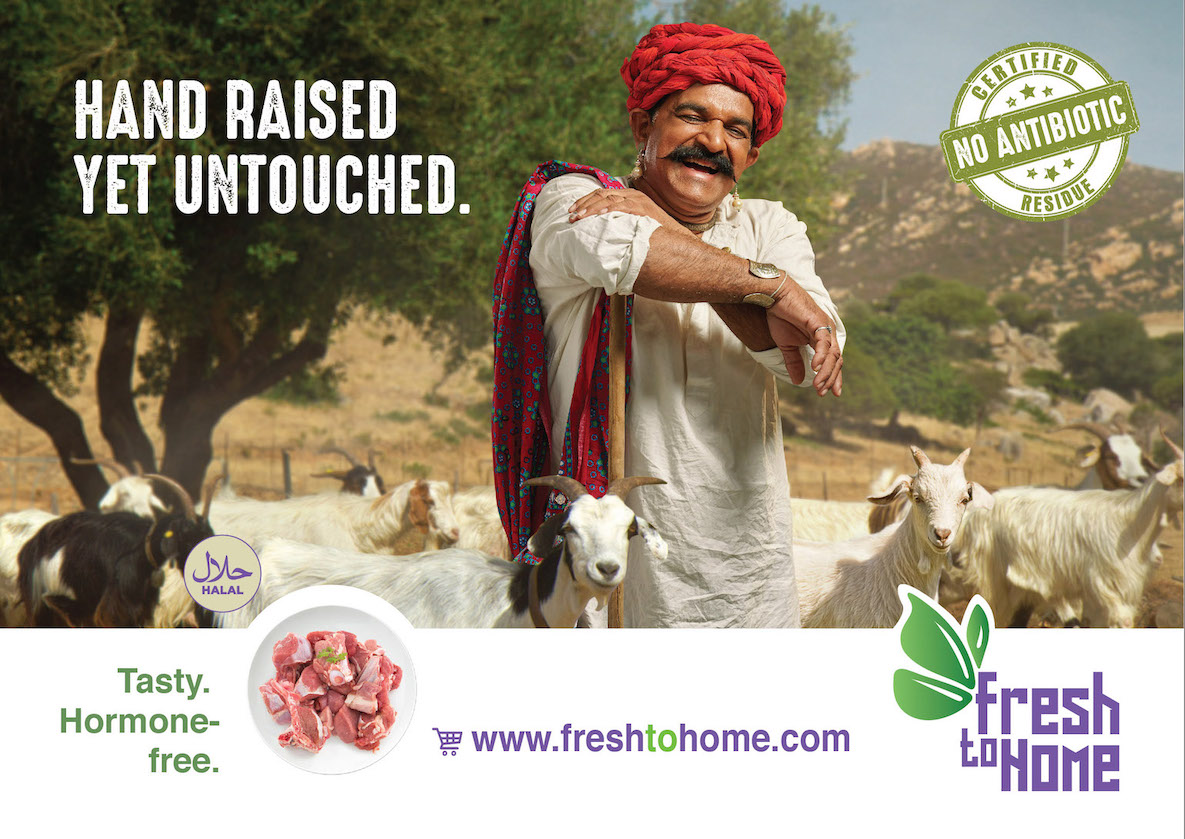 HAND RAISED
YET UNTOUCHED.
CERTIFIED
NO ANTIBIOTIC
RESIDUE
حلال
HALAL
Tasty.
Hormone-
free.
www.freshtohome.com
fresh
to HOME